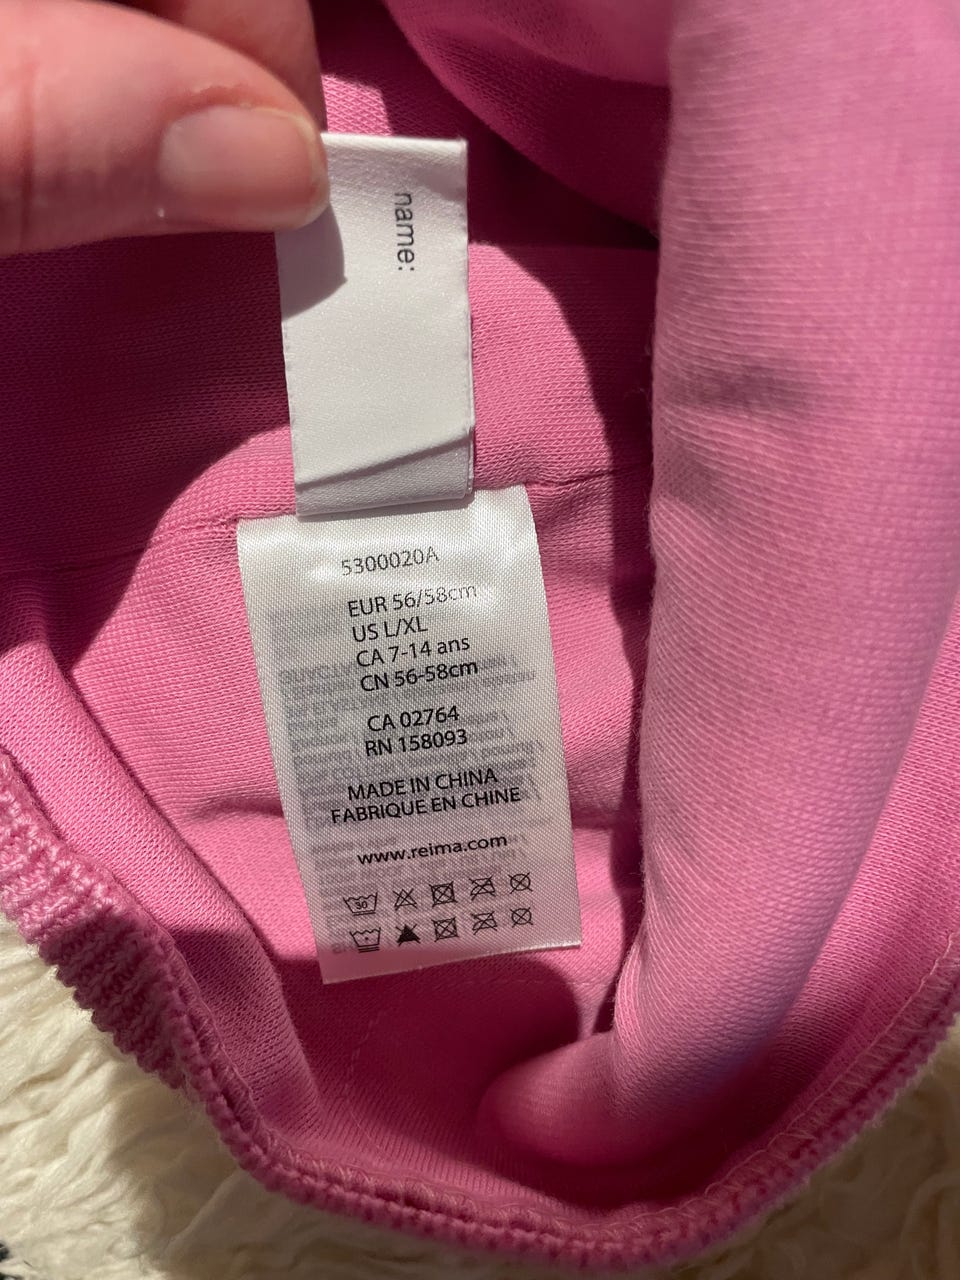 name:
5300020A
EUR 56/58cm
US L/XL
CA 7-14 ans
CN 56-58cm
CA 02764
RN 158093
MADE IN CHINA
FABRIQUE EN CHINE
www.reima.com
30